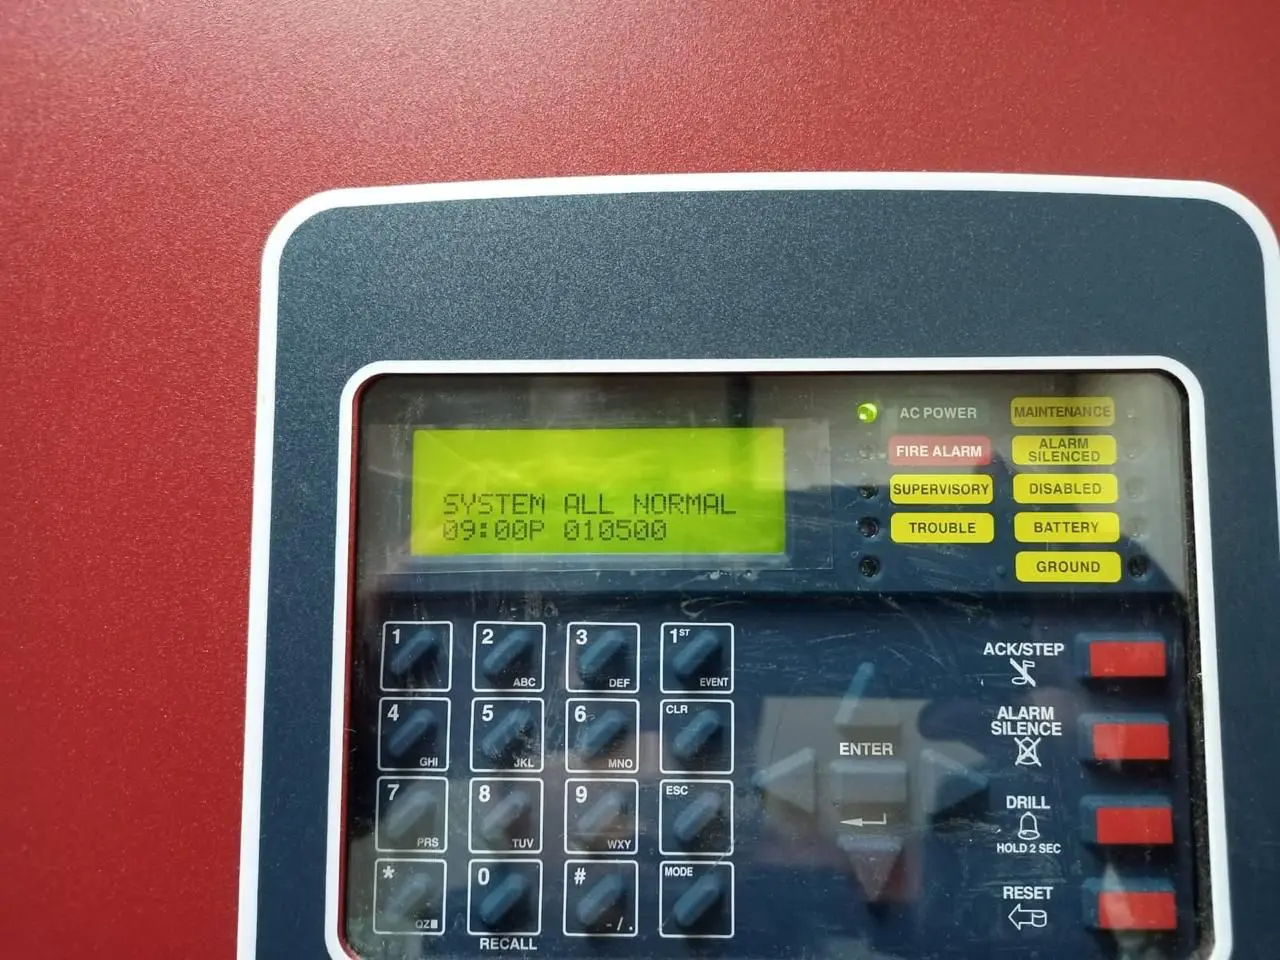 SYSTEM ALL NORMAL
09:00P 010500
AC POWER
FIRE ALARM
SUPERVISORY
TROUBLE
MAINTENANCE
ALARM
SILENCED
DISABLED
BATTERY
GROUND
1
2 ABC
3 DEF
1ST EVENT
4 GHI
5 JKL
6 MNO
CLR
7 PRS
8 TUV
9 WXY
ESC
* QZ
0
# - / .
MODE
RECALL
ENTER
ACK/STEP
ALARM
SILENCE
DRILL
HOLD 2 SEC
RESET